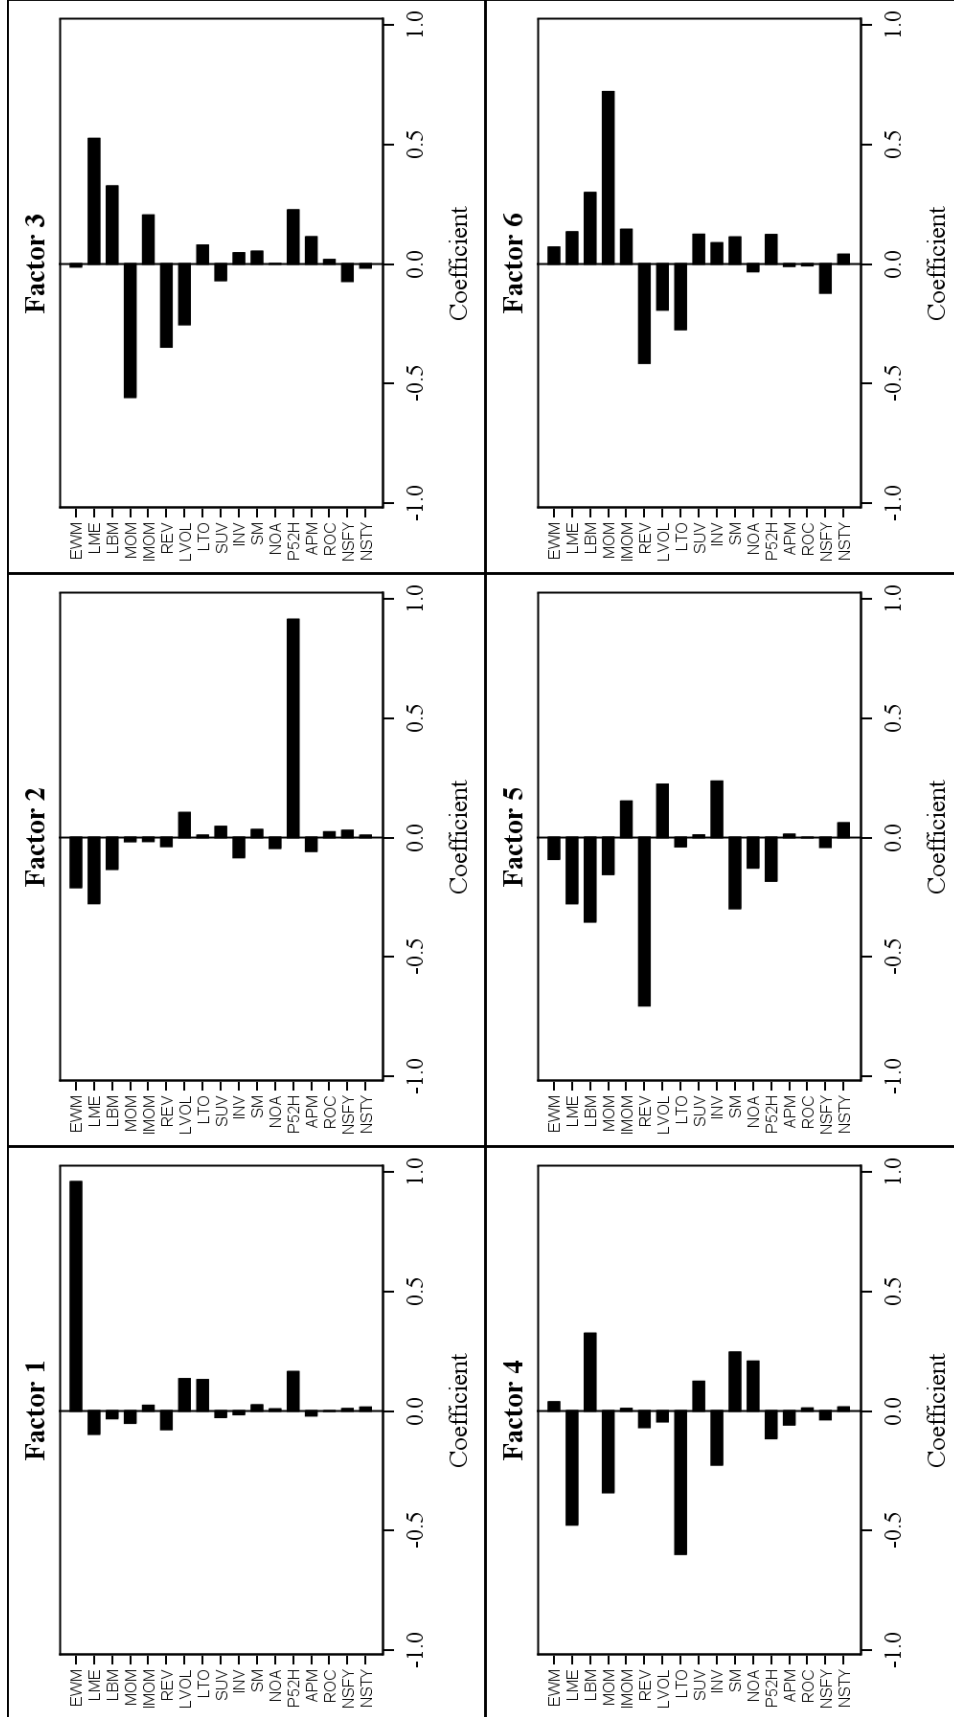 Factor 1
EWM
LME
LBM
MOM
IMOM
REV
LVOL
LTO
SUV
INV
SM
NOA
P52H
APM
ROC
NSFY
NSTY
-1.0 -0.5 0.0 0.5 1.0
Coefficient
Factor 2
EWM
LME
LBM
MOM
IMOM
REV
LVOL
LTO
SUV
INV
SM
NOA
P52H
APM
ROC
NSFY
NSTY
-1.0 -0.5 0.0 0.5 1.0
Coefficient
Factor 3
EWM
LME
LBM
MOM
IMOM
REV
LVOL
LTO
SUV
INV
SM
NOA
P52H
APM
ROC
NSFY
NSTY
-1.0 -0.5 0.0 0.5 1.0
Coefficient
Factor 4
EWM
LME
LBM
MOM
IMOM
REV
LVOL
LTO
SUV
INV
SM
NOA
P52H
APM
ROC
NSFY
NSTY
-1.0 -0.5 0.0 0.5 1.0
Coefficient
Factor 5
EWM
LME
LBM
MOM
IMOM
REV
LVOL
LTO
SUV
INV
SM
NOA
P52H
APM
ROC
NSFY
NSTY
-1.0 -0.5 0.0 0.5 1.0
Coefficient
Factor 6
EWM
LME
LBM
MOM
IMOM
REV
LVOL
LTO
SUV
INV
SM
NOA
P52H
APM
ROC
NSFY
NSTY
-1.0 -0.5 0.0 0.5 1.0
Coefficient